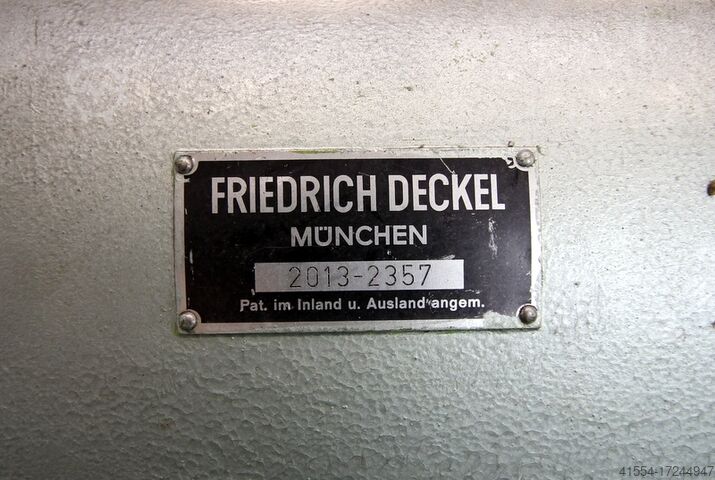 FRIEDRICH DECKEL
MÜNCHEN
2013-2357
Pat. im Inland u. Ausland angem.
41554-17244947